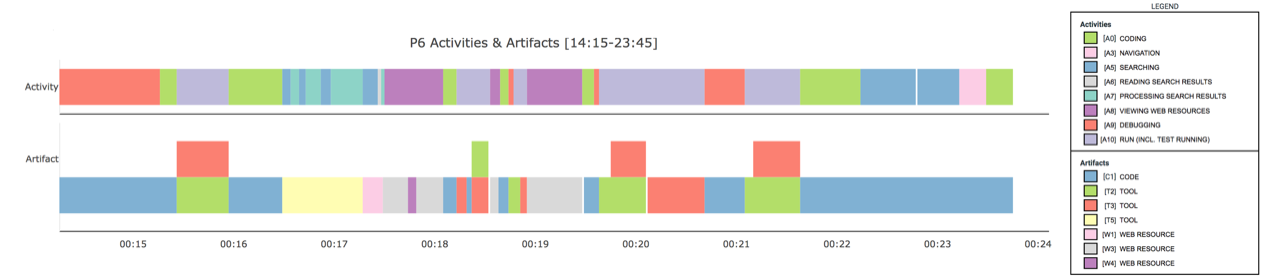 LEGEND
P6 Activities & Artifacts [14:15-23:45]
Activities
[A0] CODING
[A3] NAVIGATION
[A5] SEARCHING
[A6] READING SEARCH RESULTS
[A7] PROCESSING SEARCH RESULTS
[A8] VIEWING WEB RESOURCES
[A9] DEBUGGING
[A10] RUN (INCL. TEST RUNNING)
Activity
Artifact
Artifacts
[C1] CODE
[T2] TOOL
[T3] TOOL
[T5] TOOL
[W1] WEB RESOURCE
[W3] WEB RESOURCE
[W4] WEB RESOURCE
00:15 00:16 00:17 00:18 00:19 00:20 00:21 00:22 00:23 00:24